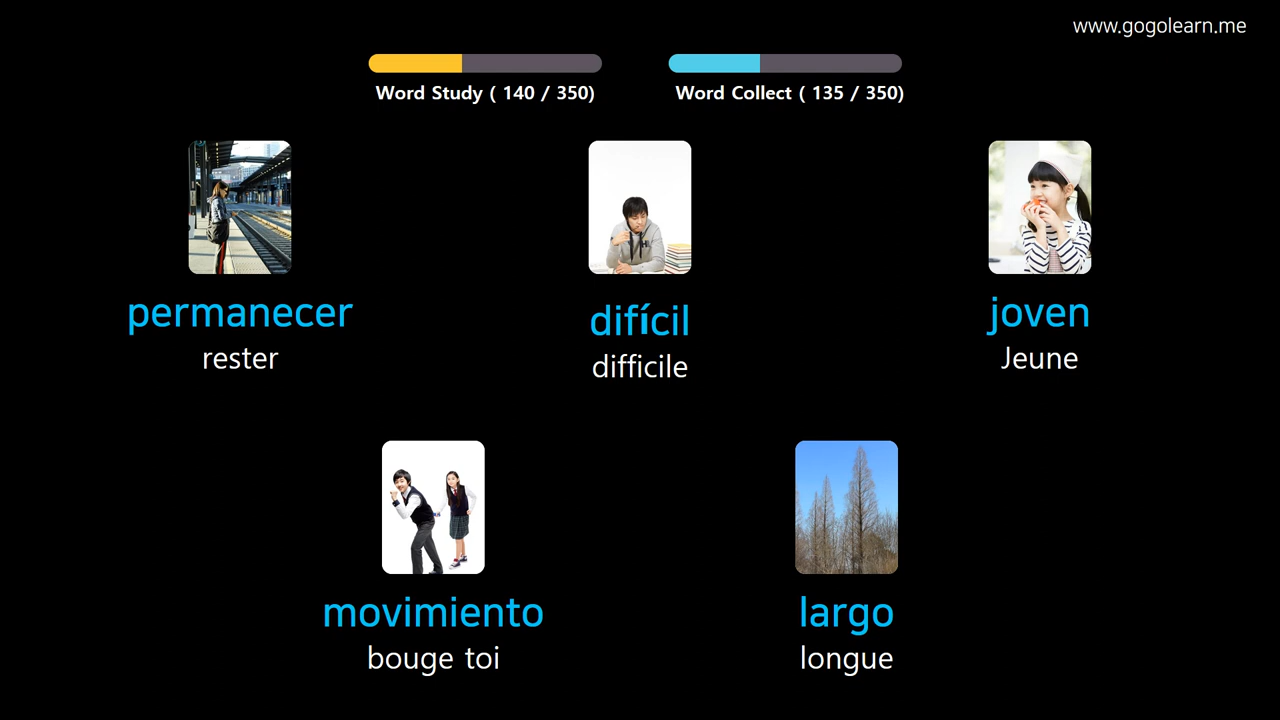 www.gogolearn.me
Word Study ( 140 / 350)
Word Collect ( 135 / 350)
permanecer
rester
difícil
difficile
joven
Jeune
movimiento
bouge toi
largo
longue